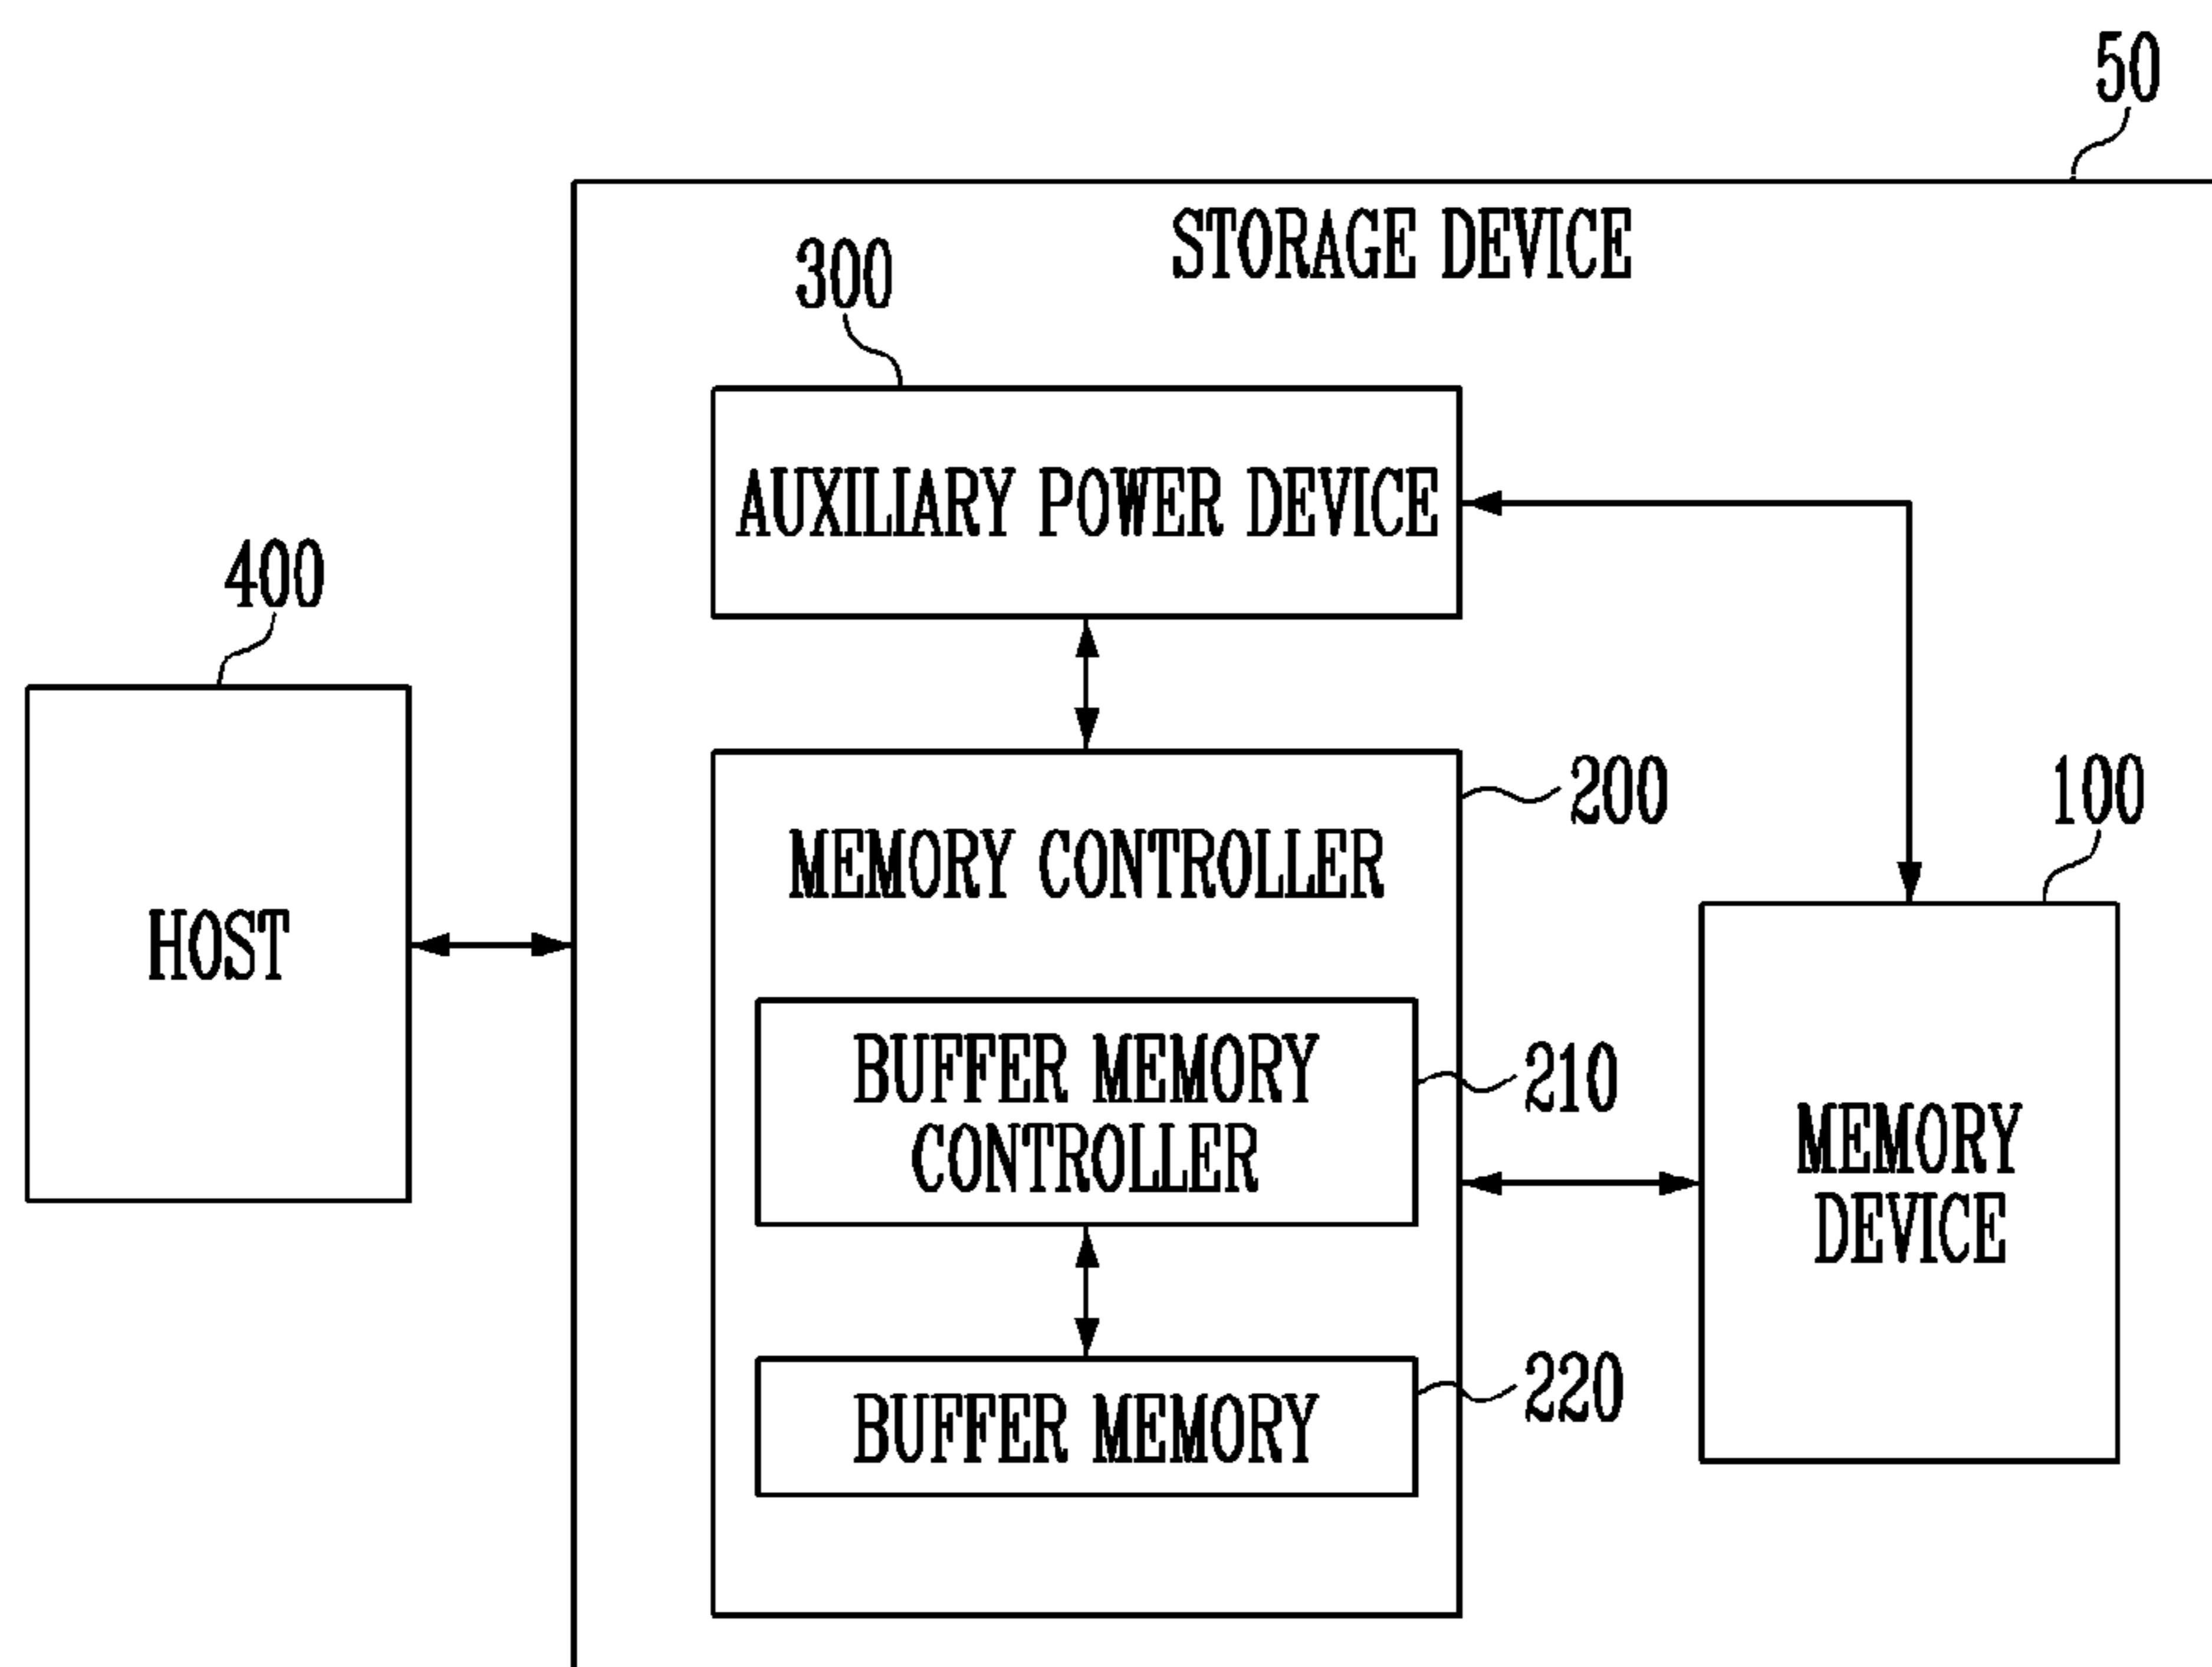 50
STORAGE DEVICE
300
AUXILIARY POWER DEVICE
400
HOST
200
MEMORY CONTROLLER
100
BUFFER MEMORY
CONTROLLER
210
MEMORY
DEVICE
BUFFER MEMORY
220